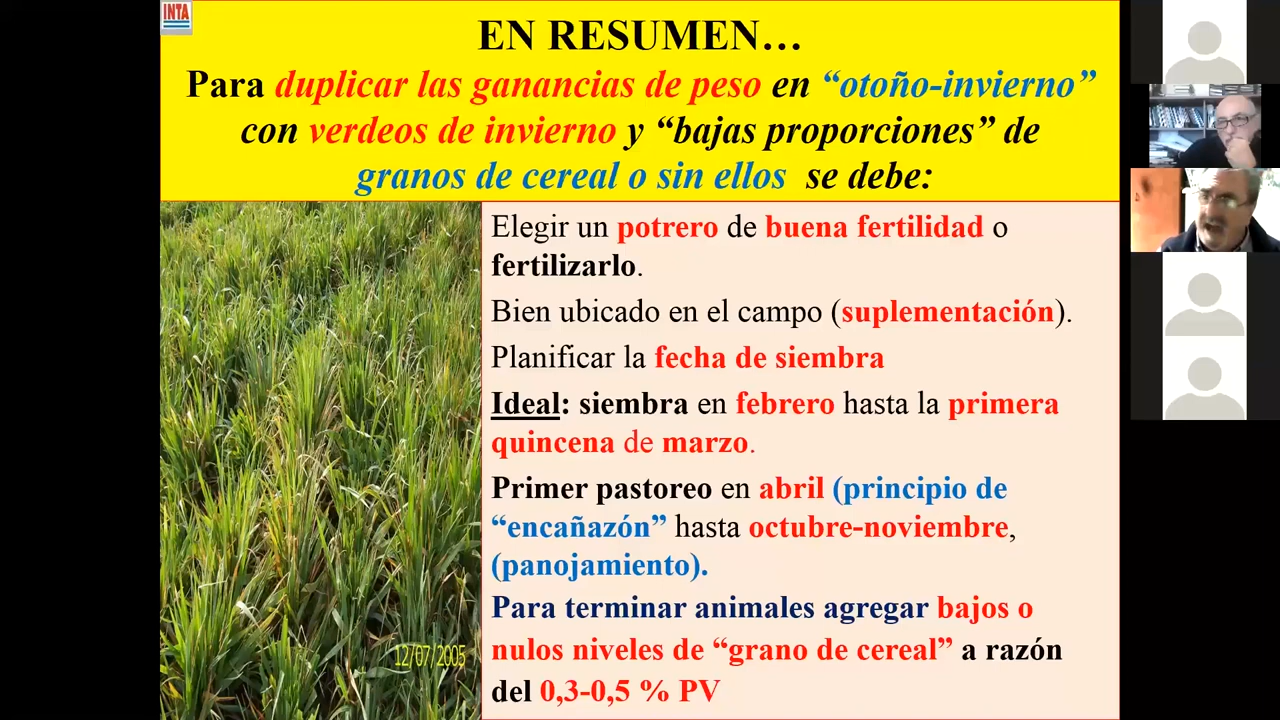 INTA
EN RESUMEN…
Para duplicar las ganancias de peso en “otoño-invierno”
con verdeos de invierno y “bajas proporciones” de
granos de cereal o sin ellos se debe:
Elegir un potrero de buena fertilidad o
fertilizarlo.
Bien ubicado en el campo (suplementación).
Planificar la fecha de siembra
Ideal: siembra en febrero hasta la primera
quincena de marzo.
Primer pastoreo en abril (principio de
“encañazón” hasta octubre-noviembre,
(panojamiento).
Para terminar animales agregar bajos o
nulos niveles de “grano de cereal” a razón
del 0,3-0,5 % PV
12/07/2005